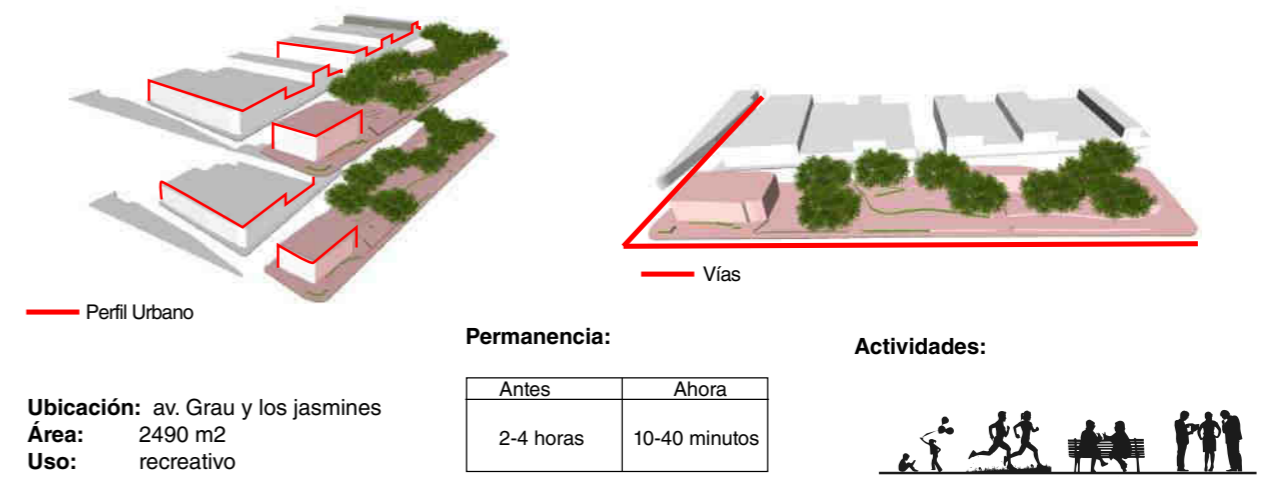 Vías
Perfil Urbano
Permanencia:
Actividades:
Antes Ahora
2-4 horas 10-40 minutos
Ubicación: av. Grau y los jasmines
Área: 2490 m2
Uso: recreativo